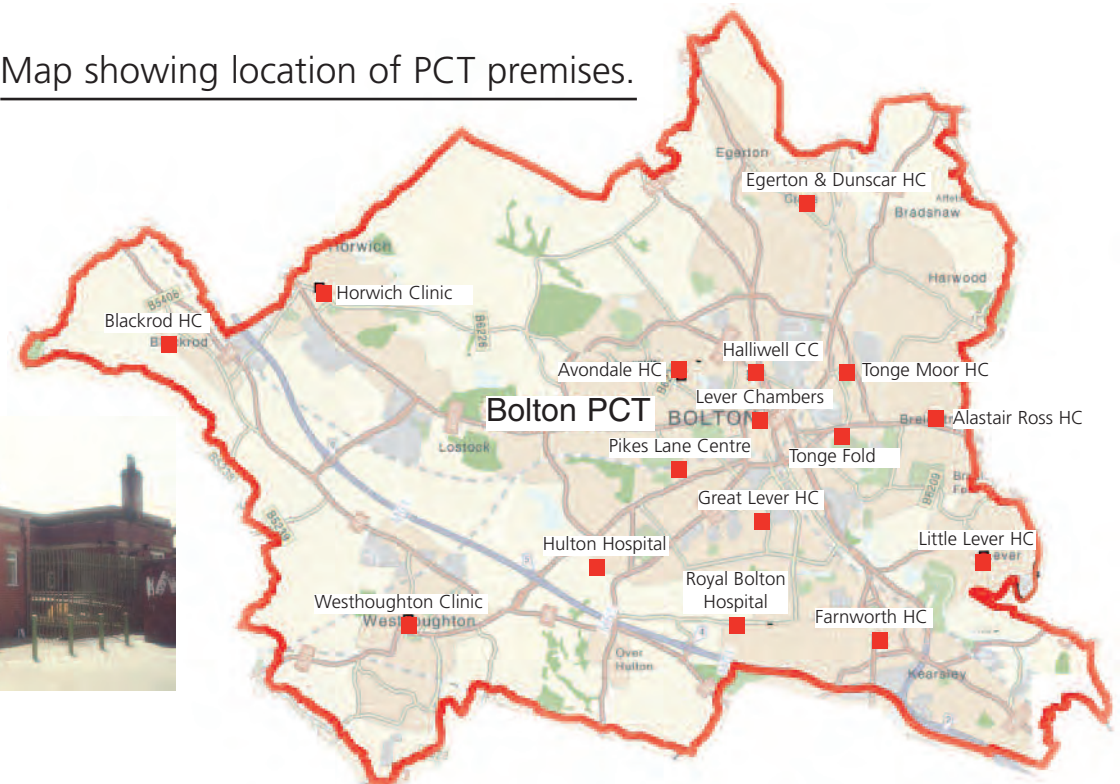 Map showing location of PCT premises.
Egerton
Egerton & Dunscar HC
Bradshaw
Horwich
Harwood
Horwich Clinic
B5408
Blackrod HC
Blackrod
B6226
Halliwell CC
Avondale HC
Tonge Moor HC
Lever Chambers
Bolton PCT
BOLTON
Alastair Ross HC
Lostock
Pikes Lane Centre
Tonge Fold
B6209
Great Lever HC
B5239
Hulton Hospital
Little Lever HC
Royal Bolton
Hospital
Westhoughton Clinic
Westhoughton
Farnworth HC
Over
Hulton
Kearsley